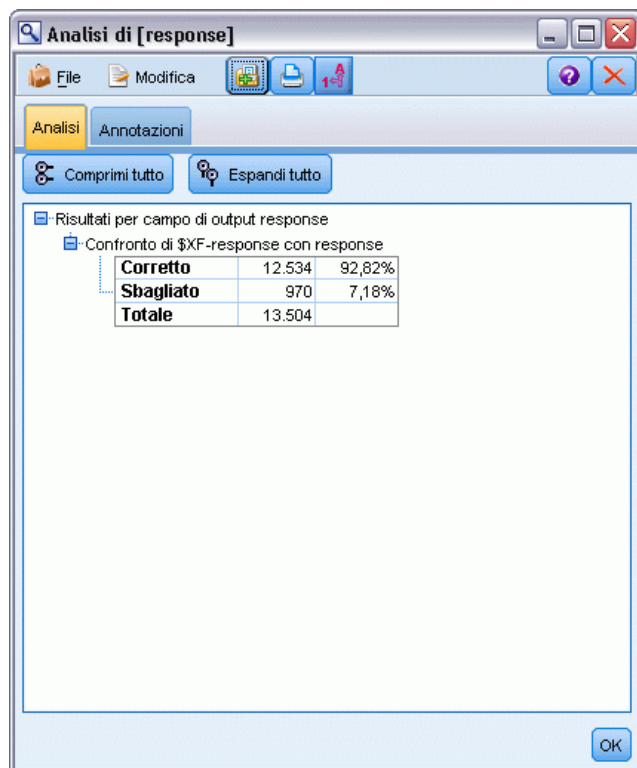 Analisi di [response]
File Modifica
Analisi Annotazioni
Comprimi tutto Espandi tutto
Risultati per campo di output response
Confronto di $XF-response con response
Corretto 12.534 92,82%
Sbagliato 970 7,18%
Totale 13.504
OK